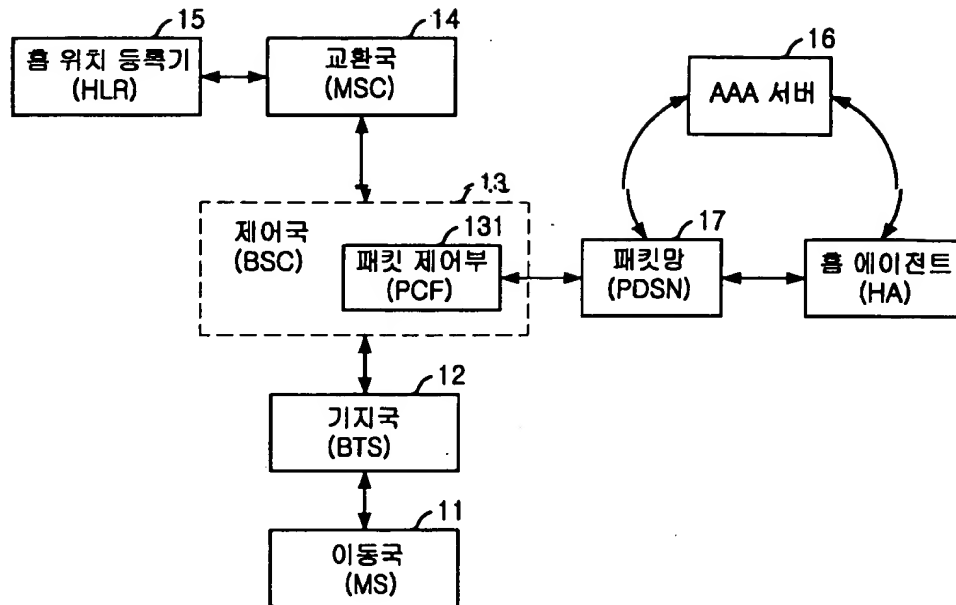 15
홈 위치 등록기
(HLR)
14
교환국
(MSC)
16
AAA 서버
13
제어국
(BSC)
131
패킷 제어부
(PCF)
17
패킷망
(PDSN)
홈 에이전트
(HA)
12
기지국
(BTS)
11
이동국
(MS)